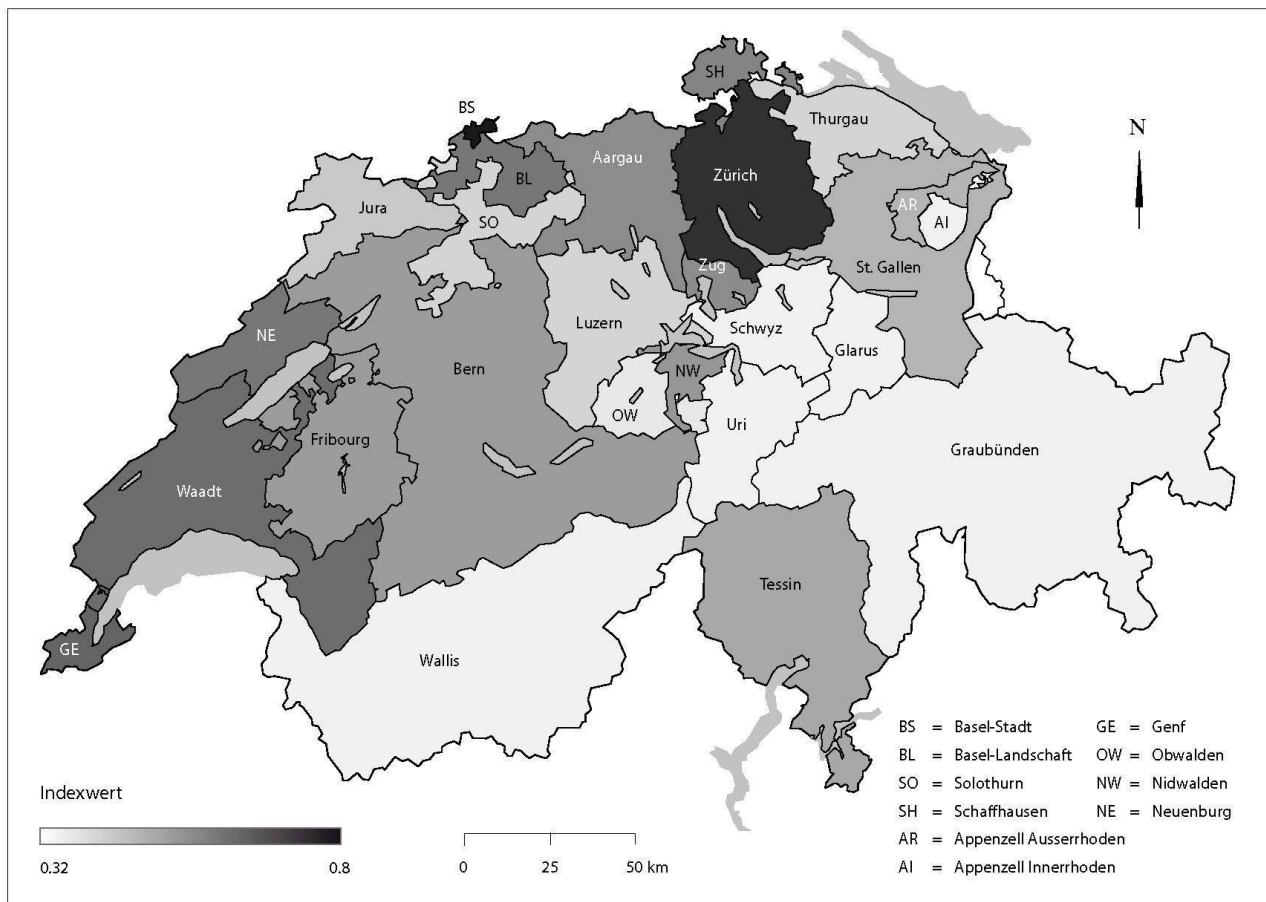 SH
BS
Thurgau
N
Aargau
Zürich
BL
Jura
AR
SO
AI
Zug
St. Gallen
Luzern
Schwyz
NE
Glarus
Bern
NW
OW
Uri
Fribourg
Graubünden
Waadt
Tessin
GE
Wallis
BS = Basel-Stadt GE = Genf
BL = Basel-Landschaft OW = Obwalden
SO = Solothurn NW = Nidwalden
SH = Schaffhausen NE = Neuenburg
AR = Appenzell Ausserrhoden
AI = Appenzell Innerrhoden
Indexwert
0.32 0.8
0 25 50 km